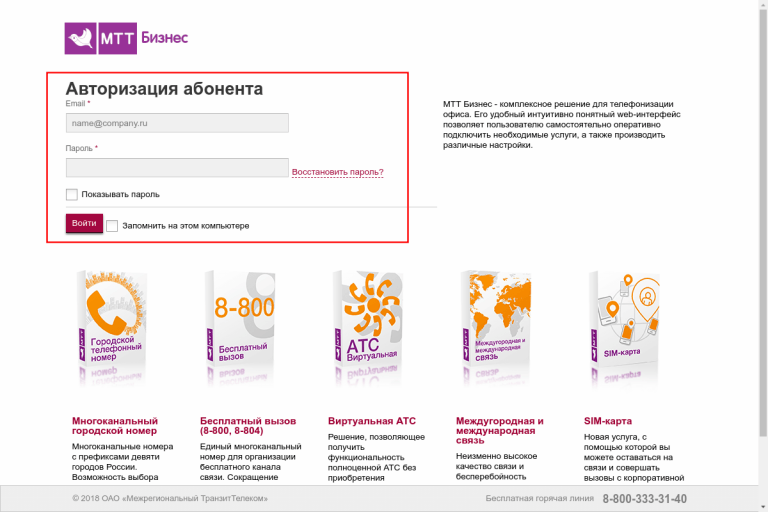 МТТ Бизнес
Авторизация абонента
Email *
name@company.ru
Пароль *
Восстановить пароль?
Показывать пароль
Войти
Запомнить на этом компьютере
МТТ Бизнес - комплексное решение для телефонизации
офиса. Его удобный интуитивно понятный web-интерфейс
позволяет пользователю самостоятельно оперативно
подключить необходимые услуги, а также производить
различные настройки.
МТТ
Городской
телефонный
номер
8-800
МТТ
Бесплатный
вызов
МТТ
АТС
Виртуальная
МТТ
Междугородная и
международная
связь
МТТ
SIM-карта
Многоканальный
городской номер
Многоканальные номера
с префиксами девяти
городов России.
Возможность выбора
Бесплатный вызов
(8-800, 8-804)
Единый многоканальный
номер для организации
бесплатного канала
связи. Сокращение
Виртуальная АТС
Решение, позволяющее
получить
функциональность
полноценной АТС без
приобретения
Междугородная и
международная
связь
Неизменно высокое
качество связи и
бесперебойность
SIM-карта
Новая услуга, с
помощью которой вы
можете оставаться на
связи и совершать
вызовы с корпоративной
© 2018 ОАО «Межрегиональный ТранзитТелеком»
Бесплатная горячая линия 8-800-333-31-40